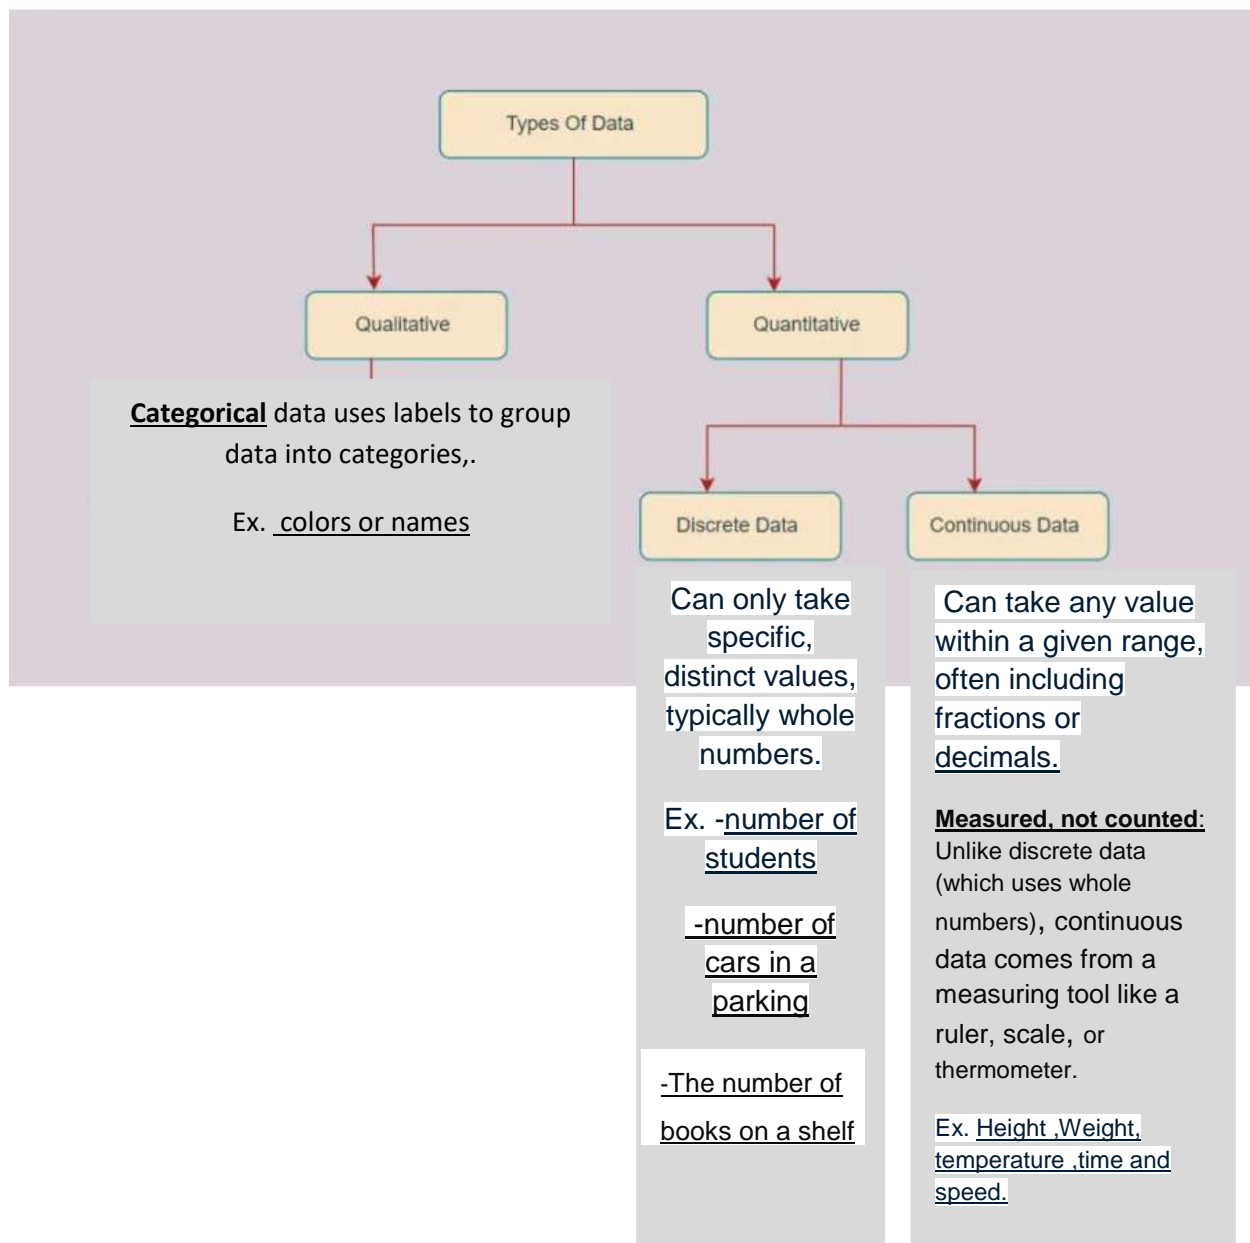 Types Of Data
Qualitative
Quantitative
Categorical data uses labels to group
data into categories,.
Ex.  colors or names
Discrete Data
Continuous Data
Can only take
specific,
distinct values,
typically whole
numbers.
Ex. -number of
students
-number of
cars in a
parking
-The number of
books on a shelf
Can take any value
within a given range,
often including
fractions or
decimals.
Measured, not counted:
Unlike discrete data
(which uses whole
numbers), continuous
data comes from a
measuring tool like a
ruler, scale, or
thermometer.
Ex. Height ,Weight,
temperature ,time and
speed.